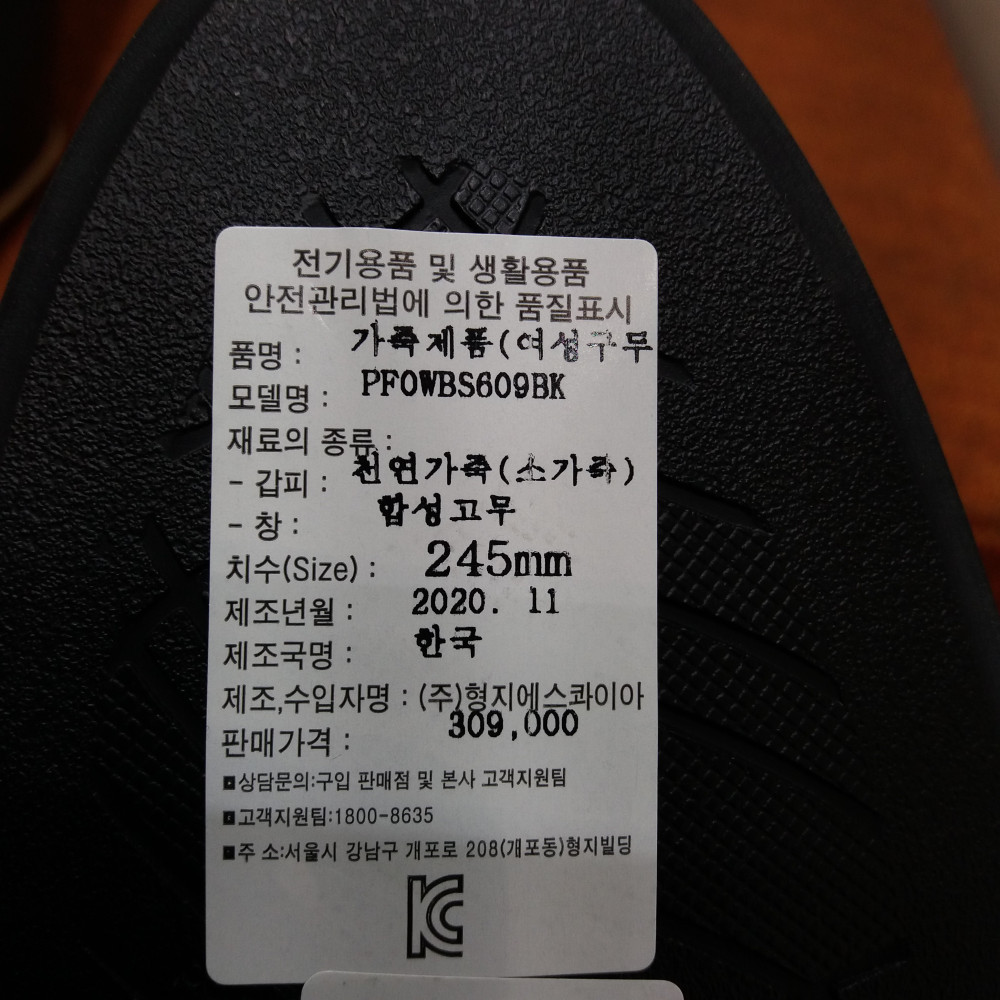 전기용품 및 생활용품
안전관리법에 의한 품질표시
품명 : 가죽제품(여성구두
모델명 : PF0WBS609BK
재료의 종류 :
- 갑피 : 천연가죽(소가죽)
- 창 : 합성고무
치수(Size) : 245mm
제조년월 : 2020. 11
제조국명 : 한국
제조,수입자명 : (주)형지에스콰이아
판매가격 : 309,000
상담문의:구입 판매점 및 본사 고객지원팀
고객지원팀:1800-8635
주 소:서울시 강남구 개포로 208(개포동)형지빌딩
KC